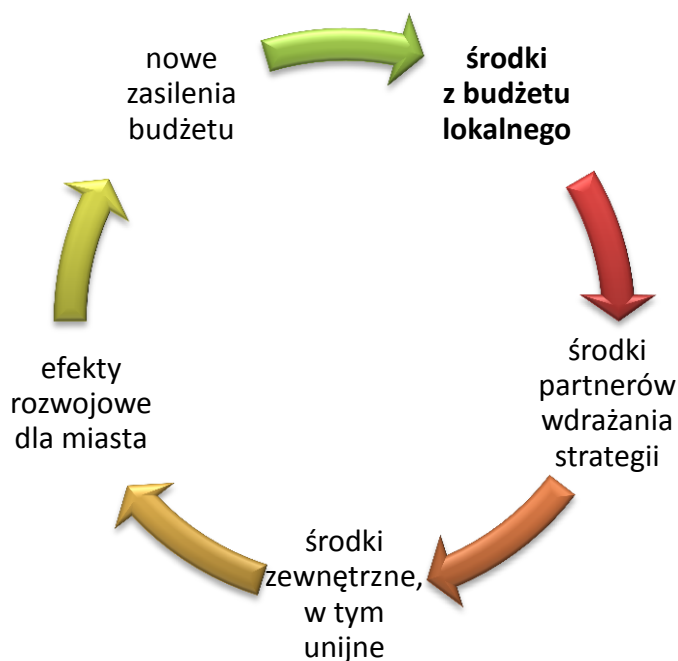 nowe
zasilenia
budżetu
środki
z budżetu
lokalnego
środki
partnerów
wdrażania
strategii
środki
zewnętrzne,
w tym
unijne
efekty
rozwojowe
dla miasta